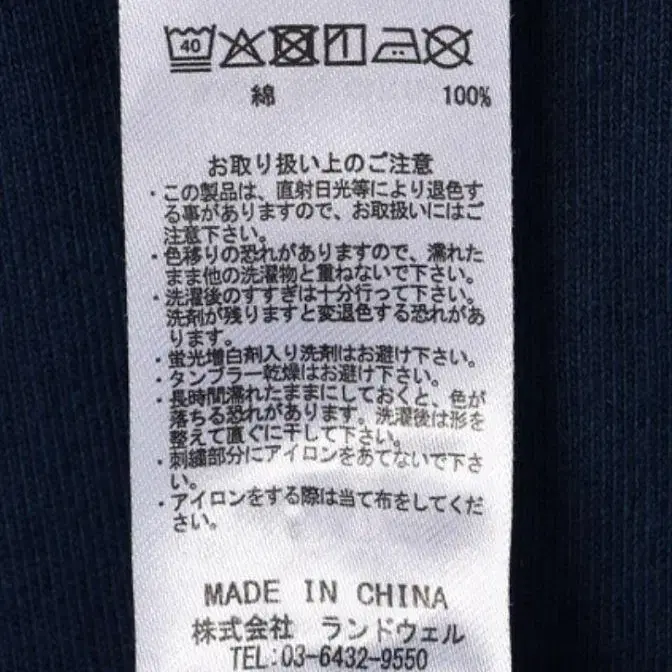 40
綿 100%
お取り扱い上のご注意
・この製品は、直射日光等により退色す
る事がありますので、お取扱いにはご
注意下さい。
・色移りの恐れがありますので、濡れた
まま他の洗濯物と重ねないで下さい。
・洗濯後のすすぎは十分行って下さい。
洗剤が残りますと変退色する恐れがあ
ります。
・蛍光増白剤入り洗剤はお避け下さい。
・タンブラー乾燥はお避け下さい。
・長時間濡れたままにしておくと、色が
落ちる恐れがあります。洗濯後は形を
整えて直ぐに干して下さい。
・刺繍部分にアイロンをあてないで下さ
い。
・アイロンをする際は当て布をしてくだ
さい。
MADE IN CHINA
株式会社 ランドウェル
TEL:03-6432-9550